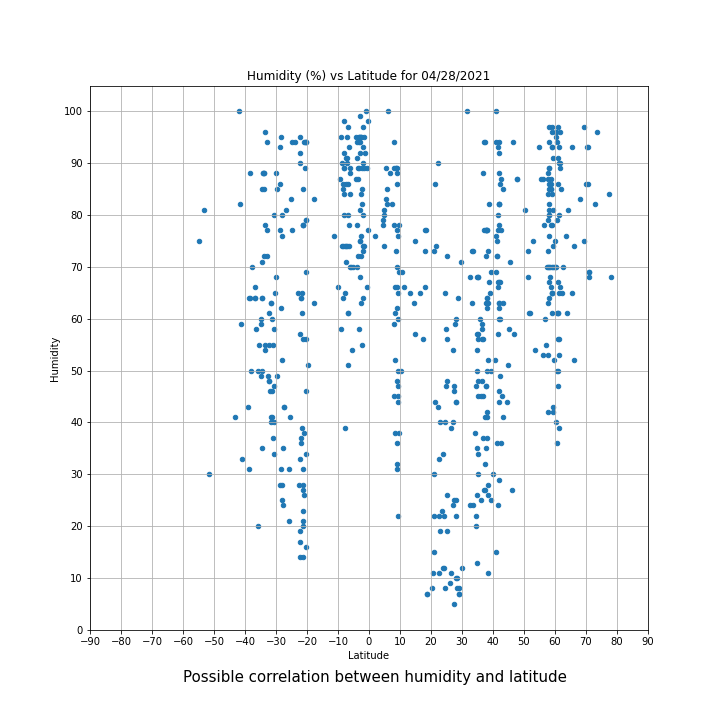 Humidity (%) vs Latitude for 04/28/2021
100
90
80
70
60
50
40
30
20
10
0
Humidity
−90 −80 −70 −60 −50 −40 −30 −20 −10 0 10 20 30 40 50 60 70 80 90
Latitude
Possible correlation between humidity and latitude